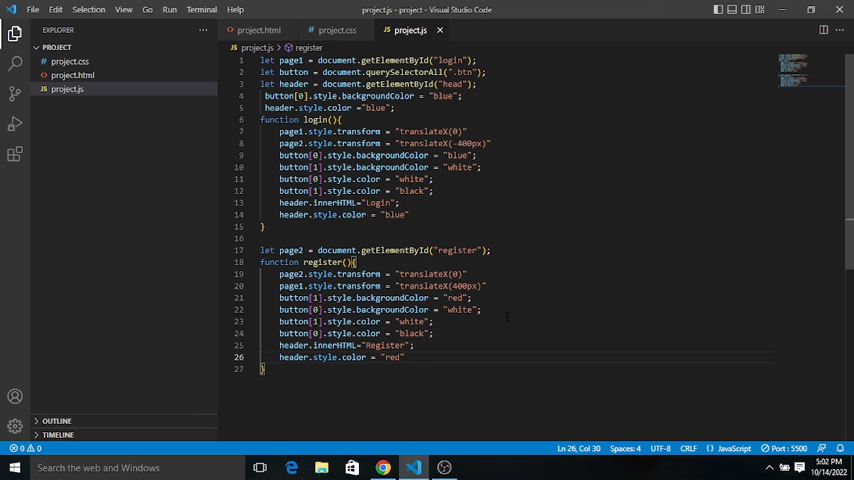 File Edit Selection View Go Run Terminal Help
project.js - project - Visual Studio Code
EXPLORER
project.html
project.css
project.js
PROJECT
project.css
project.html
project.js
project.js > register
1 let page1 = document.getElementById("login");
2 let button = document.querySelectorAll(".btn");
3 let header = document.getElementById("head");
4 button[0].style.backgroundColor = "blue";
5 header.style.color ="blue";
6 function login(){
7 page1.style.transform = "translateX(0)"
8 page2.style.transform = "translateX(-400px)"
9 button[0].style.backgroundColor = "blue";
10 button[1].style.backgroundColor = "white";
11 button[0].style.color = "white";
12 button[1].style.color = "black";
13 header.innerHTML="Login";
14 header.style.color = "blue"
15 }
16
17 let page2 = document.getElementById("register");
18 function register(){
19 page2.style.transform = "translateX(0)"
20 page1.style.transform = "translateX(400px)"
21 button[1].style.backgroundColor = "red";
22 button[0].style.backgroundColor = "white";
23 button[1].style.color = "white";
24 button[0].style.color = "black";
25 header.innerHTML="Register";
26 header.style.color = "red"
27 }
OUTLINE
TIMELINE
0 0
Ln 26, Col 30 Spaces: 4 UTF-8 CRLF {} JavaScript Port : 5500
Search the web and Windows
5:02 PM
10/14/2022